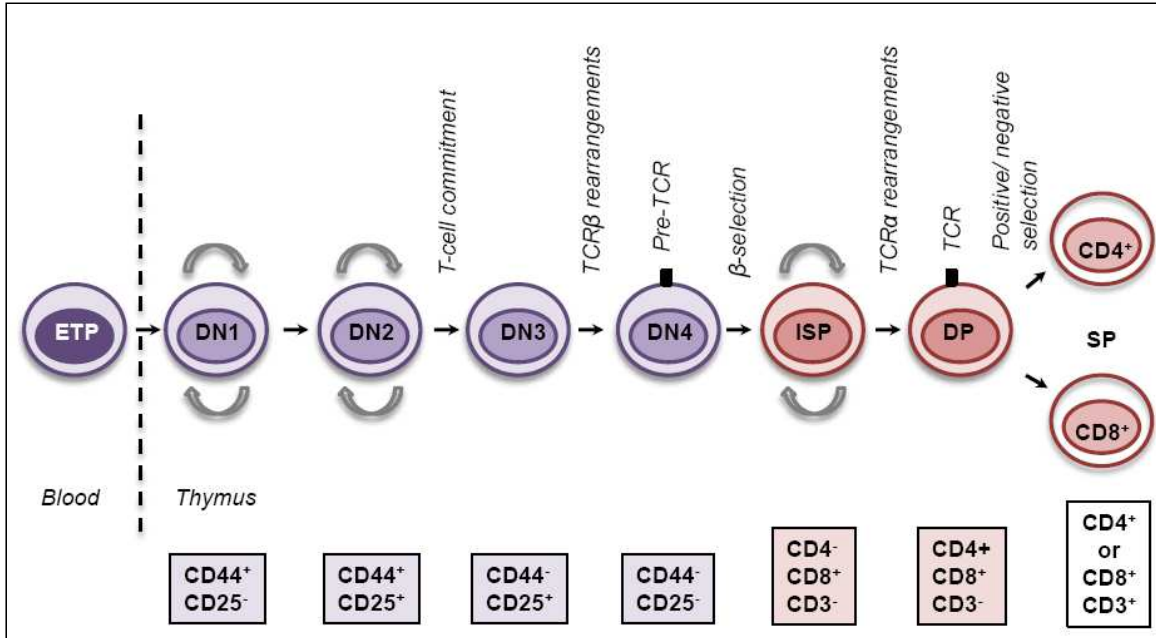 T-cell commitment
TCRβ rearrangements
Pre-TCR
β-selection
TCRα rearrangements
TCR
Positive/ negative
selection
ETP
DN1
DN2
DN3
DN4
ISP
DP
CD4⁺
SP
CD8⁺
Blood
Thymus
CD44⁺
CD25⁻
CD44⁺
CD25⁺
CD44⁻
CD25⁺
CD44⁻
CD25⁻
CD4⁻
CD8⁺
CD3⁻
CD4+
CD8⁺
CD3⁻
CD4⁺
or
CD8⁺
CD3⁺